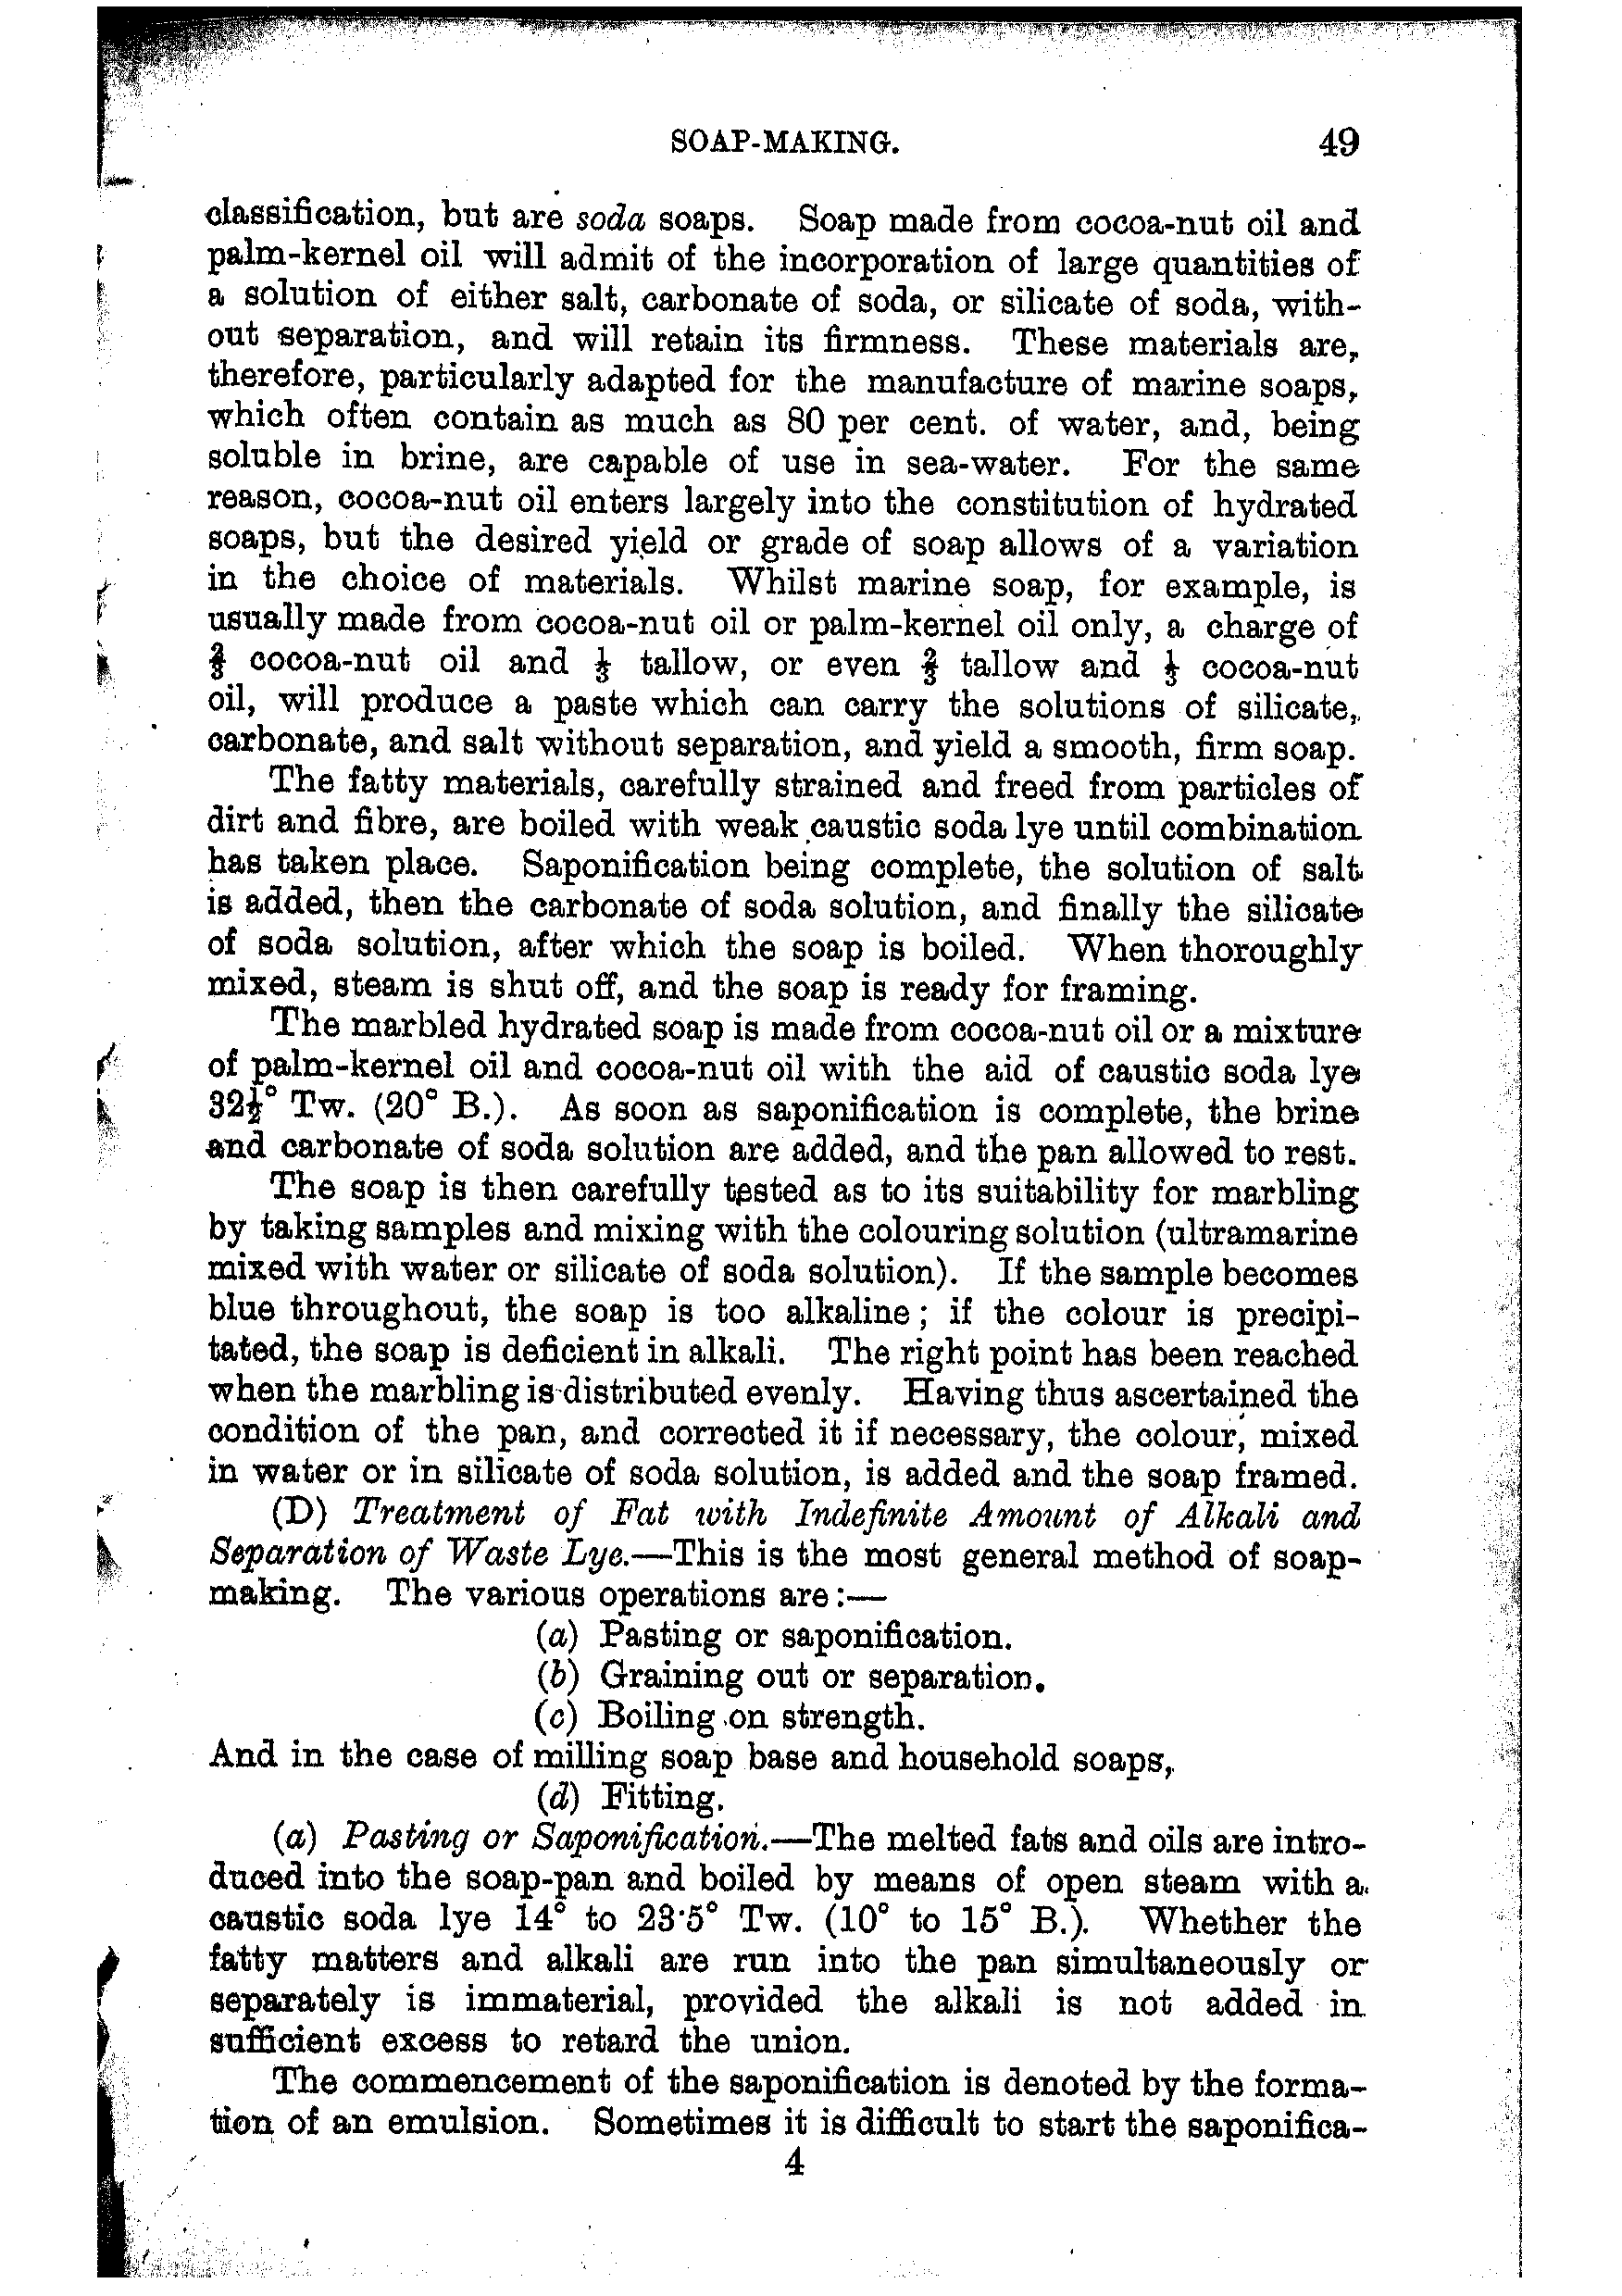 SOAP-MAKING. 49
classification, but are soda soaps. Soap made from cocoa-nut oil and
palm-kernel oil will admit of the incorporation of large quantities of
a solution of either salt, carbonate of soda, or silicate of soda, with-
out separation, and will retain its firmness. These materials are,
therefore, particularly adapted for the manufacture of marine soaps,
which often contain as much as 80 per cent. of water, and, being
soluble in brine, are capable of use in sea-water. For the same
reason, cocoa-nut oil enters largely into the constitution of hydrated
soaps, but the desired yield or grade of soap allows of a variation
in the choice of materials. Whilst marine soap, for example, is
usually made from cocoa-nut oil or palm-kernel oil only, a charge of
⅔ cocoa-nut oil and ⅓ tallow, or even ⅔ tallow and ⅓ cocoa-nut
oil, will produce a paste which can carry the solutions of silicate,
carbonate, and salt without separation, and yield a smooth, firm soap.
The fatty materials, carefully strained and freed from particles of
dirt and fibre, are boiled with weak caustic soda lye until combination
has taken place. Saponification being complete, the solution of salt
is added, then the carbonate of soda solution, and finally the silicate
of soda solution, after which the soap is boiled. When thoroughly
mixed, steam is shut off, and the soap is ready for framing.
The marbled hydrated soap is made from cocoa-nut oil or a mixture
of palm-kernel oil and cocoa-nut oil with the aid of caustic soda lye
32½° Tw. (20° B.). As soon as saponification is complete, the brine
and carbonate of soda solution are added, and the pan allowed to rest.
The soap is then carefully tested as to its suitability for marbling
by taking samples and mixing with the colouring solution (ultramarine
mixed with water or silicate of soda solution). If the sample becomes
blue throughout, the soap is too alkaline; if the colour is precipi-
tated, the soap is deficient in alkali. The right point has been reached
when the marbling is distributed evenly. Having thus ascertained the
condition of the pan, and corrected it if necessary, the colour, mixed
in water or in silicate of soda solution, is added and the soap framed.
(D) Treatment of Fat with Indefinite Amount of Alkali and
Separation of Waste Lye.—This is the most general method of soap-
making. The various operations are:—
(a) Pasting or saponification.
(b) Graining out or separation.
(c) Boiling on strength.
And in the case of milling soap base and household soaps,
(d) Fitting.
(a) Pasting or Saponification.—The melted fats and oils are intro-
duced into the soap-pan and boiled by means of open steam with a
caustic soda lye 14° to 23·5° Tw. (10° to 15° B.). Whether the
fatty matters and alkali are run into the pan simultaneously or
separately is immaterial, provided the alkali is not added in
sufficient excess to retard the union.
The commencement of the saponification is denoted by the forma-
tion of an emulsion. Sometimes it is difficult to start the saponifica-
4